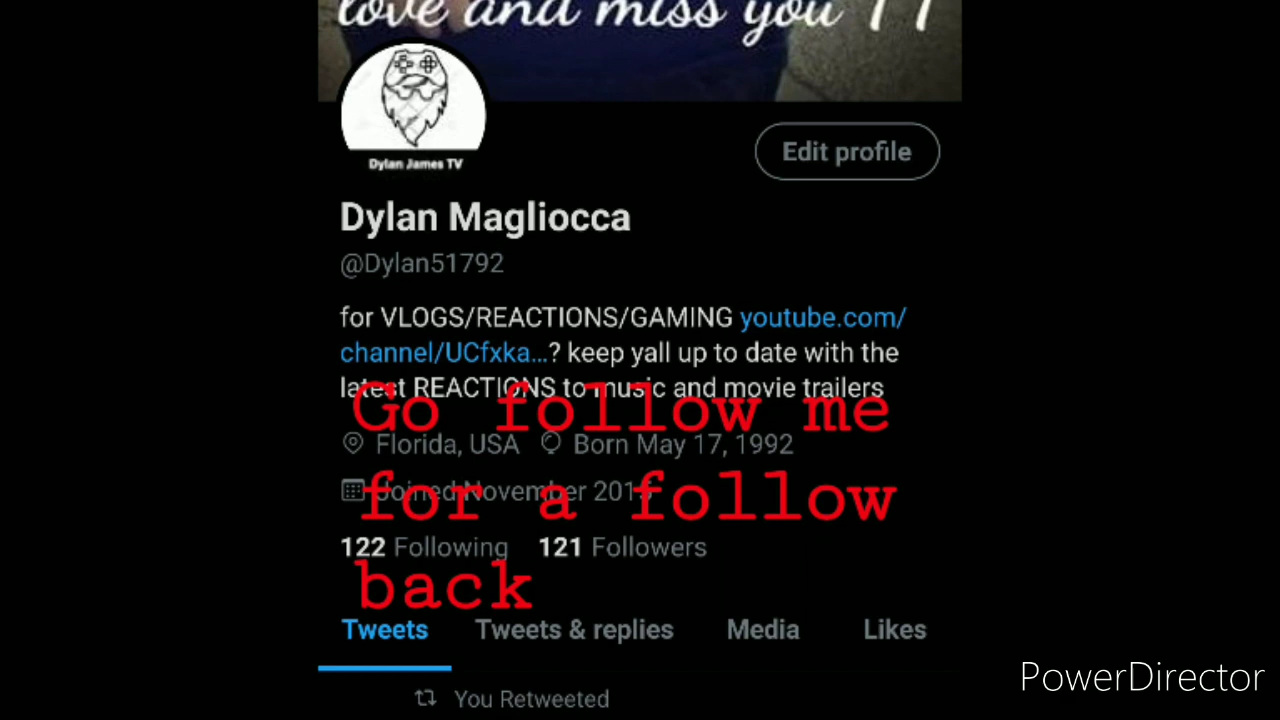 love and miss you
Dylan James TV
Edit profile
Dylan Magliocca
@Dylan51792
for VLOGS/REACTIONS/GAMING youtube.com/
channel/UCfxka...? keep yall up to date with the
latest REACTIONS to music and movie trailers
Go follow me
Florida, USA Born May 17, 1992
for a follow
Joined November
122 Following 121 Followers
back
Tweets Tweets & replies Media Likes
You Retweeted
PowerDirector